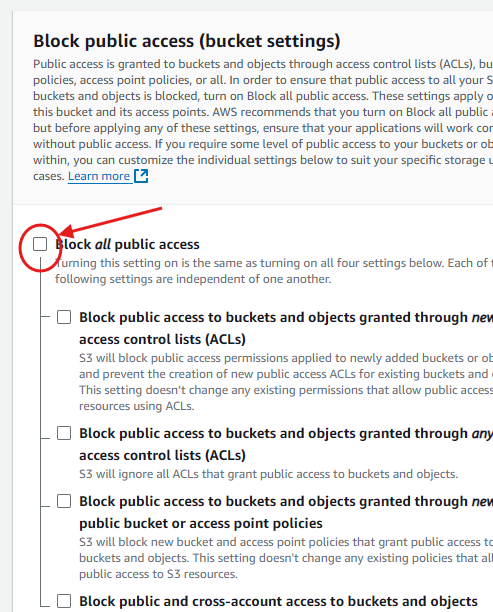 Block public access (bucket settings)
Public access is granted to buckets and objects through access control lists (ACLs), bu
policies, access point policies, or all. In order to ensure that public access to all your S
buckets and objects is blocked, turn on Block all public access. These settings apply o
this bucket and its access points. AWS recommends that you turn on Block all public
but before applying any of these settings, ensure that your applications will work cor
without public access. If you require some level of public access to your buckets or ob
within, you can customize the individual settings below to suit your specific storage u
cases. Learn more
Block all public access
Turning this setting on is the same as turning on all four settings below. Each of
following settings are independent of one another.
Block public access to buckets and objects granted through new
access control lists (ACLs)
S3 will block public access permissions applied to newly added buckets or ob
and prevent the creation of new public access ACLs for existing buckets and
This setting doesn't change any existing permissions that allow public access
resources using ACLs.
Block public access to buckets and objects granted through any
access control lists (ACLs)
S3 will ignore all ACLs that grant public access to buckets and objects.
Block public access to buckets and objects granted through new
public bucket or access point policies
S3 will block new bucket and access point policies that grant public access to
buckets and objects. This setting doesn't change any existing policies that al
public access to S3 resources.
Block public and cross-account access to buckets and objects